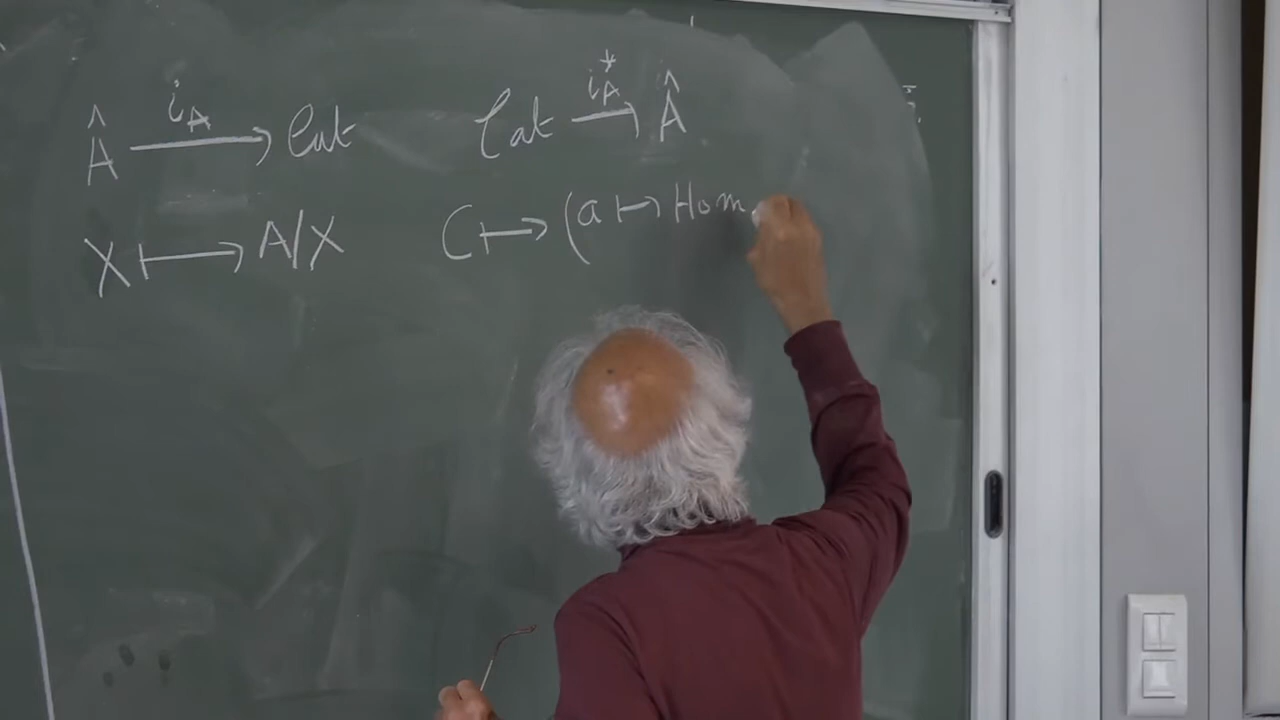 Â —i_A→ Cat    Cat —i_A^*→ Â
X ⟼ A/X    C ⟼ (a ⟼ Hom